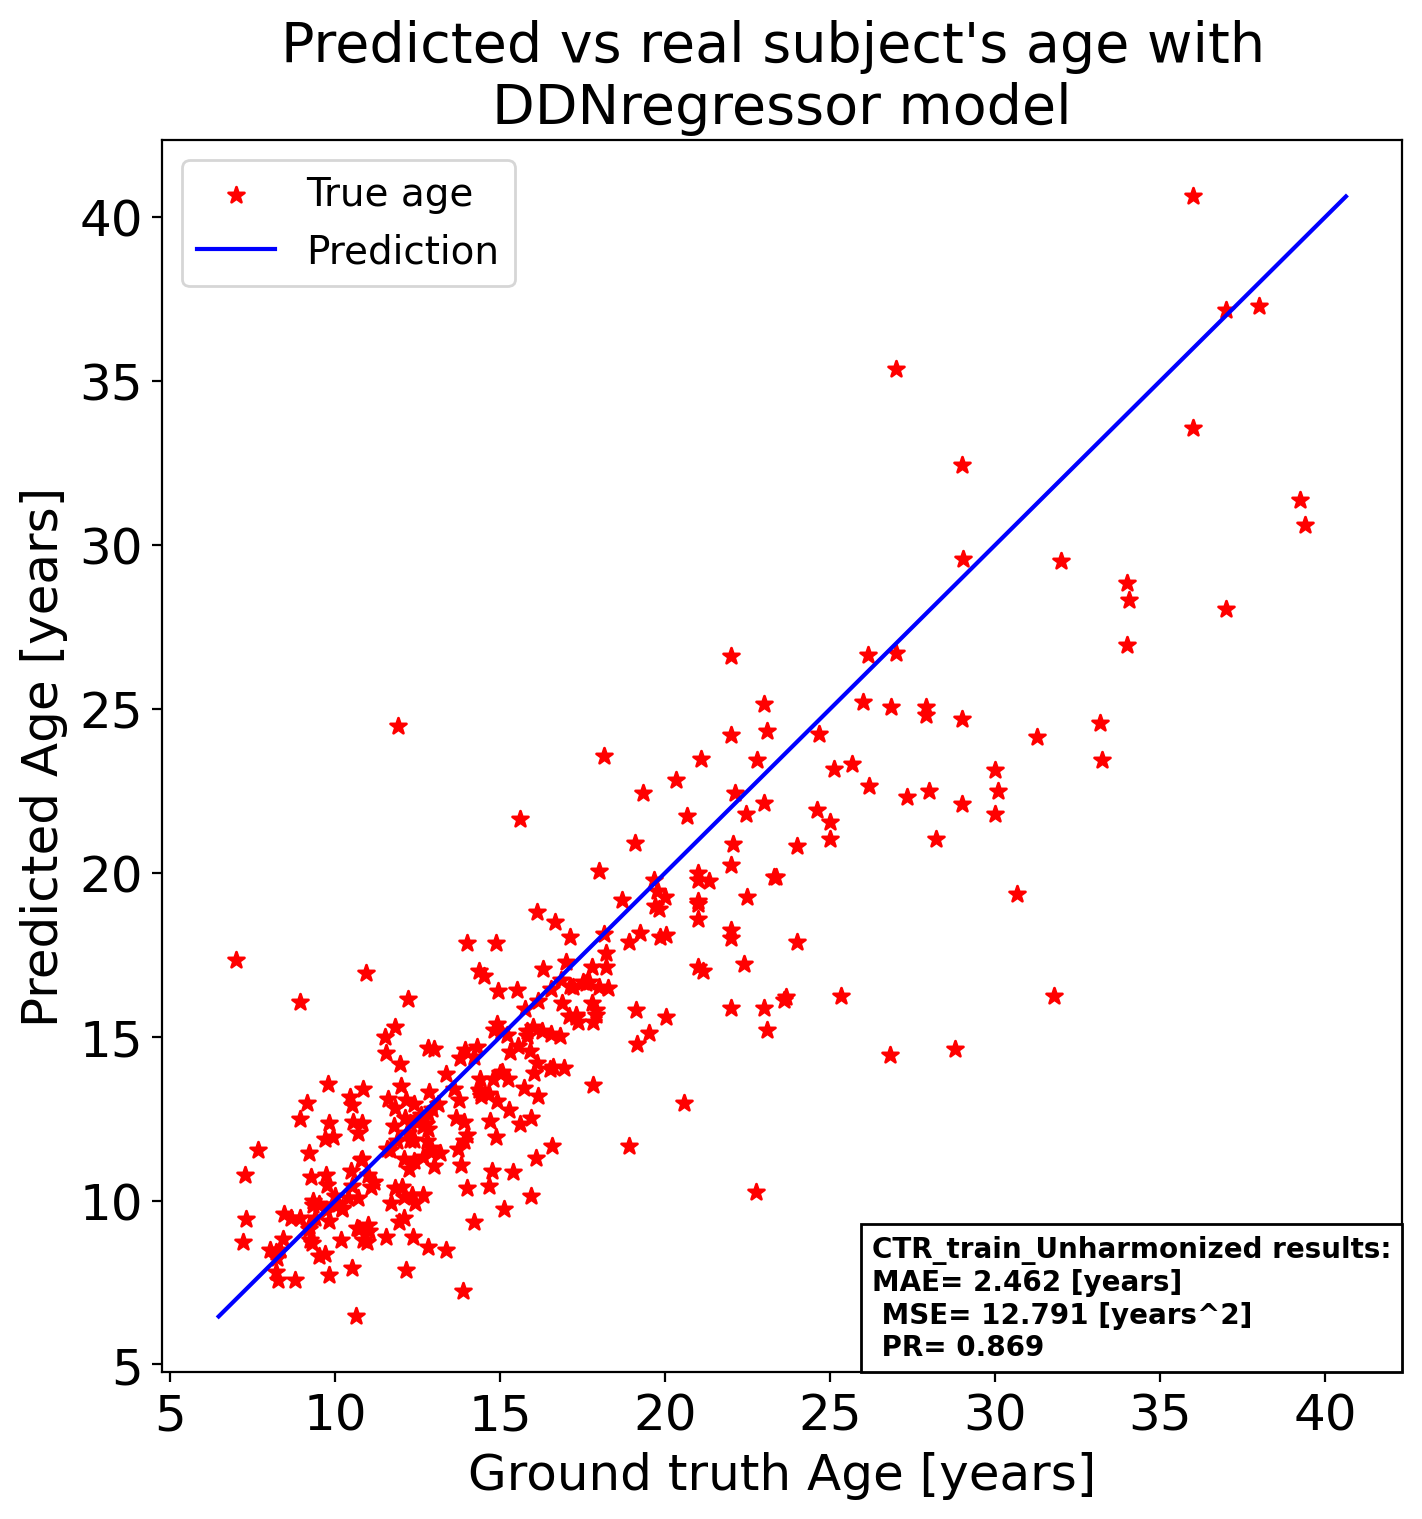 Predicted vs real subject's age with
DDNregressor model
True age
Prediction
Predicted Age [years]
40
35
30
25
20
15
10
5
CTR_train_Unharmonized results:
MAE= 2.462 [years]
MSE= 12.791 [years^2]
PR= 0.869
5 10 15 20 25 30 35 40
Ground truth Age [years]